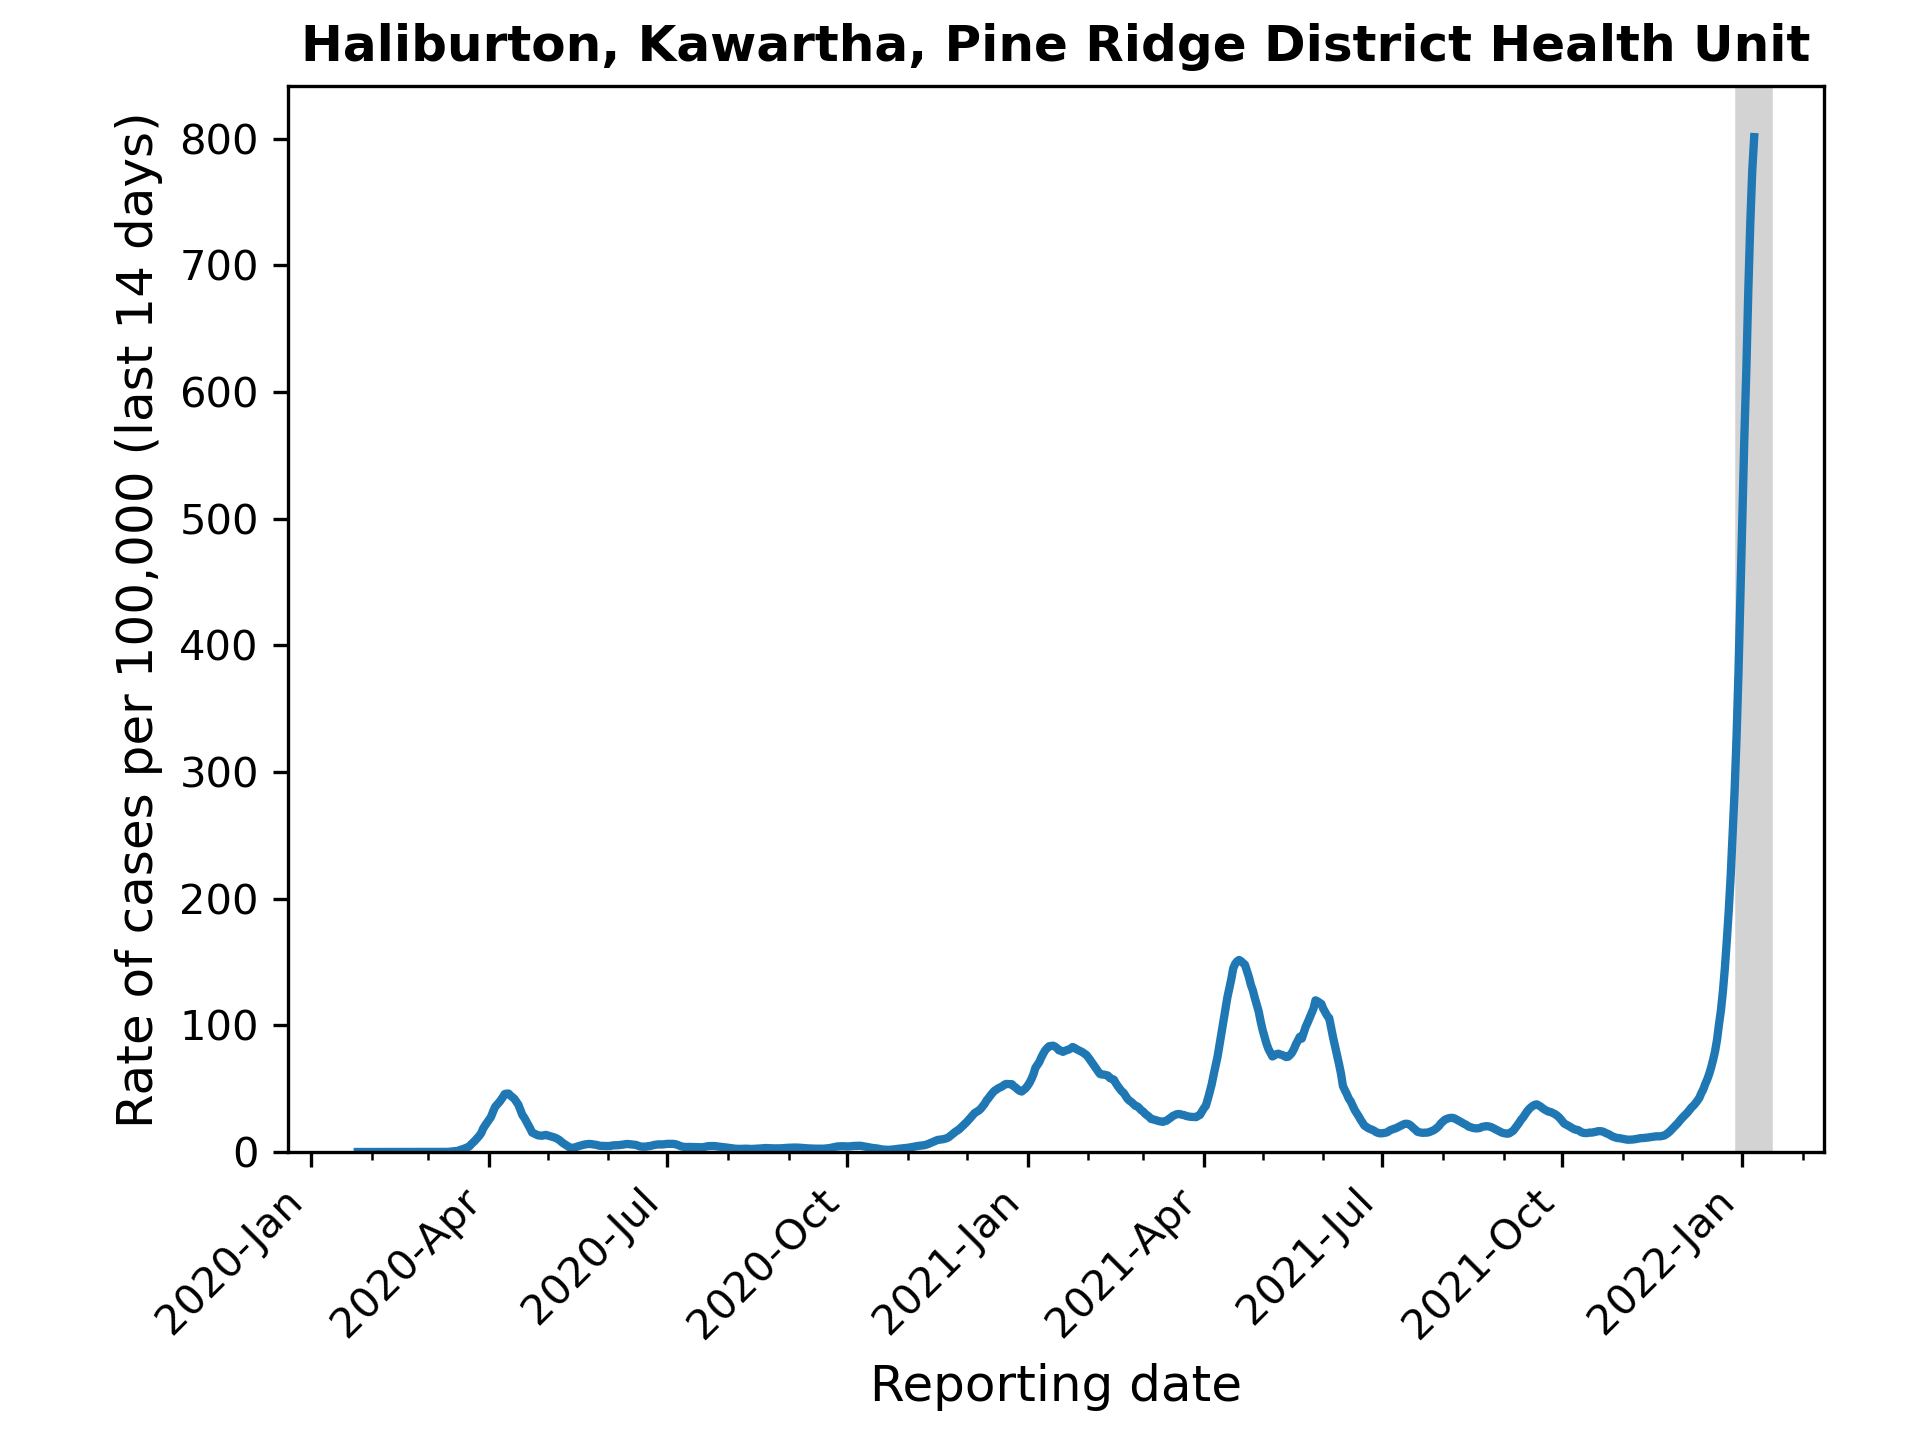 Haliburton, Kawartha, Pine Ridge District Health Unit
Rate of cases per 100,000 (last 14 days)
800
700
600
500
400
300
200
100
0
2020-Jan
2020-Apr
2020-Jul
2020-Oct
2021-Jan
2021-Apr
2021-Jul
2021-Oct
2022-Jan
Reporting date